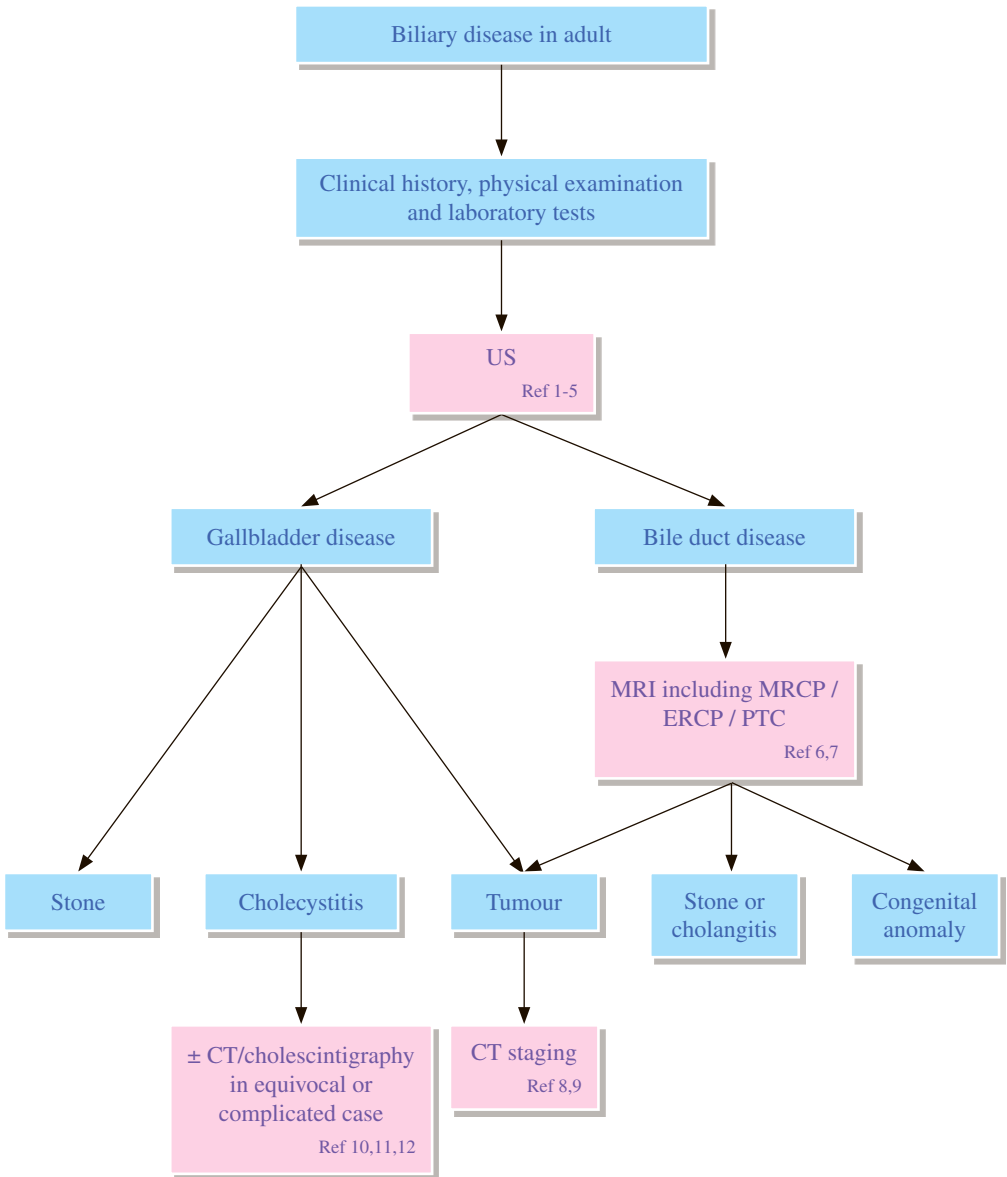 Biliary disease in adult
Clinical history, physical examination
and laboratory tests
US
Ref 1-5
Gallbladder disease
Bile duct disease
MRI including MRCP /
ERCP / PTC
Ref 6,7
Stone
Cholecystitis
Tumour
Stone or
cholangitis
Congenital
anomaly
± CT/cholescintigraphy
in equivocal or
complicated case
Ref 10,11,12
CT staging
Ref 8,9